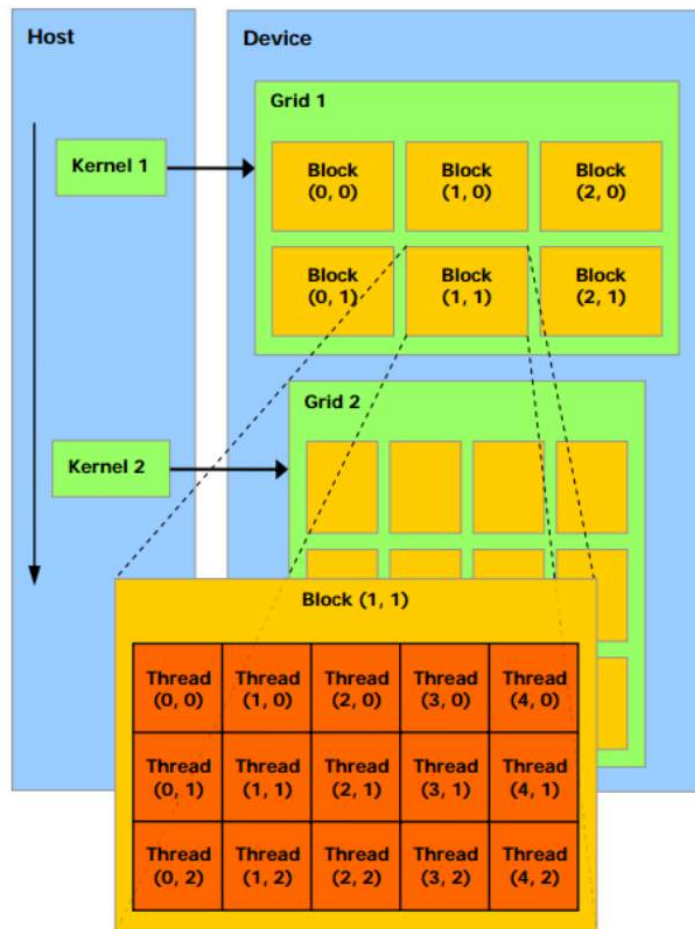 Host
Device
Grid 1
Kernel 1
Block
(0, 0)
Block
(1, 0)
Block
(2, 0)
Block
(0, 1)
Block
(1, 1)
Block
(2, 1)
Grid 2
Kernel 2
Block (1, 1)
Thread
(0, 0)
Thread
(1, 0)
Thread
(2, 0)
Thread
(3, 0)
Thread
(4, 0)
Thread
(0, 1)
Thread
(1, 1)
Thread
(2, 1)
Thread
(3, 1)
Thread
(4, 1)
Thread
(0, 2)
Thread
(1, 2)
Thread
(2, 2)
Thread
(3, 2)
Thread
(4, 2)